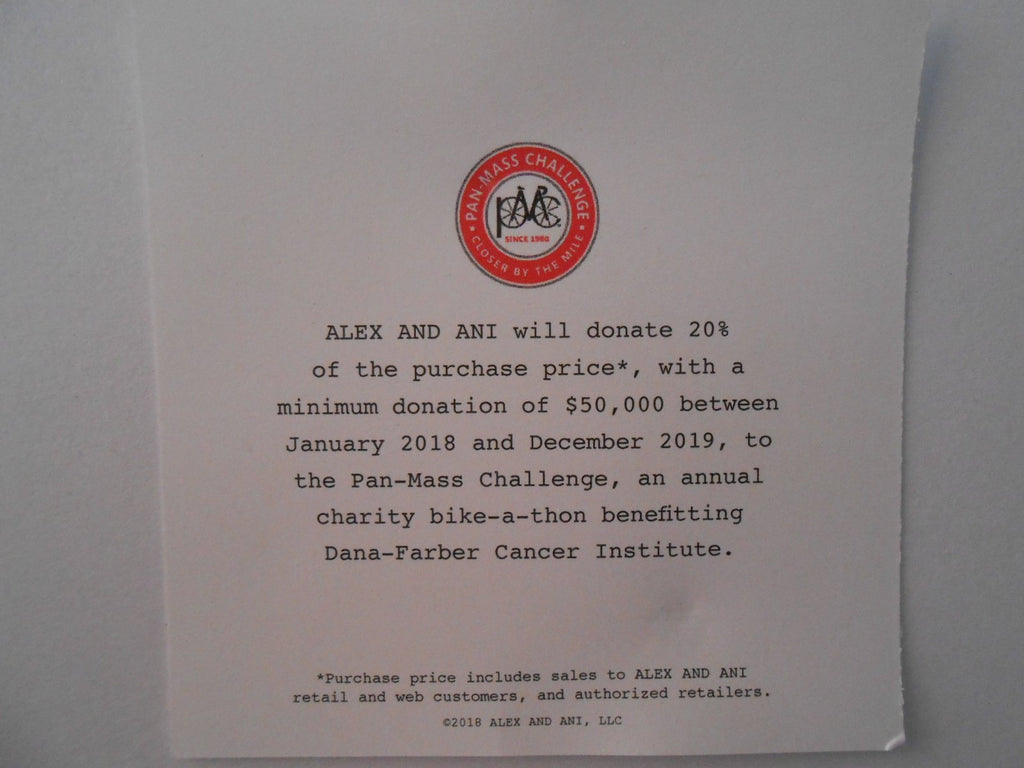 PAN-MASS CHALLENGE
PMC
SINCE 1980
CLOSER BY THE MILE
ALEX AND ANI will donate 20%
of the purchase price*, with a
minimum donation of $50,000 between
January 2018 and December 2019, to
the Pan-Mass Challenge, an annual
charity bike-a-thon benefitting
Dana-Farber Cancer Institute.
*Purchase price includes sales to ALEX AND ANI
retail and web customers, and authorized retailers.
©2018 ALEX AND ANI, LLC